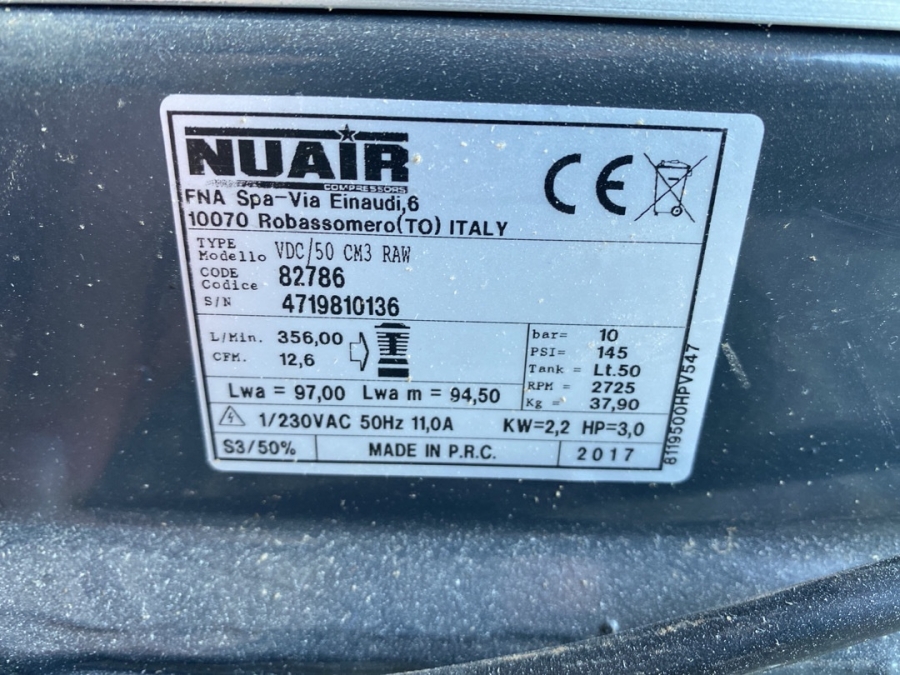 NUAIR
COMPRESSORS
CE
FNA Spa-Via Einaudi,6
10070 Robassomero(TO) ITALY
TYPE
Modello VDC/50 CM3 RAW
CODE
Codice 82786
S/N 4719810136
L/Min. 356,00
CFM. 12,6
bar= 10
PSI= 145
Tank = Lt.50
RPM = 2725
Kg = 37,90
Lwa = 97,00 Lwa m = 94,50
1/230VAC 50Hz 11,0A KW=2,2 HP=3,0
S3/50% MADE IN P.R.C. 2017
8119500HPV547